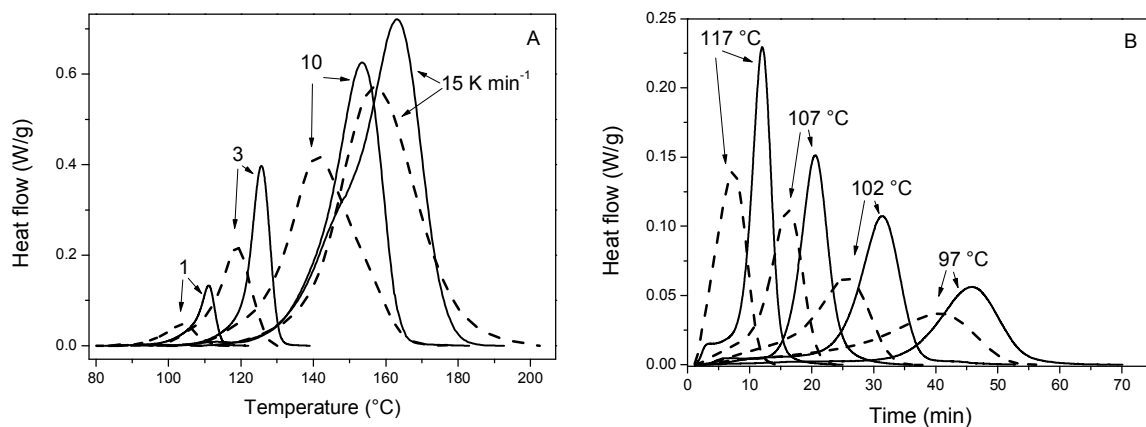 A
0.6
0.4
0.2
0.0
Heat flow (W/g)
10
15 K min⁻¹
3
1
80 100 120 140 160 180 200
Temperature (°C)
B
0.25
0.20
0.15
0.10
0.05
0.00
Heat flow (W/g)
117 °C
107 °C
102 °C
97 °C
0 10 20 30 40 50 60 70
Time (min)